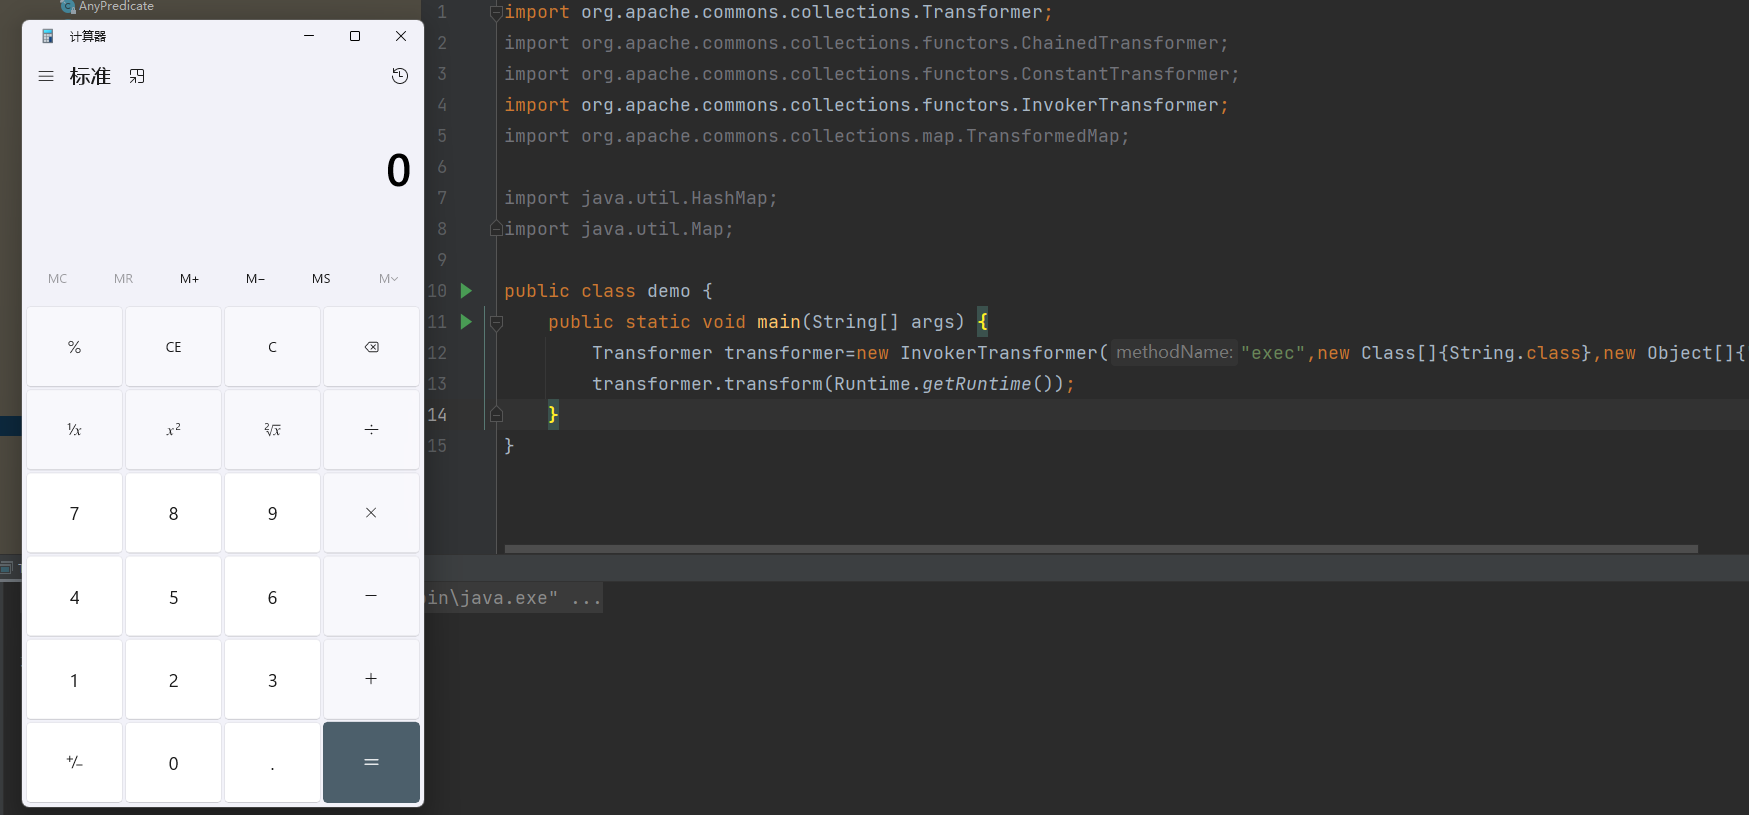 AnyPredicate
计算器
标准
0
MC MR M+ M− MS M
% CE C
¹/x x² ²√x ÷
7 8 9 ×
4 5 6 −
1 2 3 +
+/− 0 . =
1 import org.apache.commons.collections.Transformer;
2 import org.apache.commons.collections.functors.ChainedTransformer;
3 import org.apache.commons.collections.functors.ConstantTransformer;
4 import org.apache.commons.collections.functors.InvokerTransformer;
5 import org.apache.commons.collections.map.TransformedMap;
6
7 import java.util.HashMap;
8 import java.util.Map;
9
10 public class demo {
11 public static void main(String[] args) {
12 Transformer transformer=new InvokerTransformer( methodName: "exec",new Class[]{String.class},new Object[]{
13 transformer.transform(Runtime.getRuntime());
14 }
15 }
in\java.exe" ...